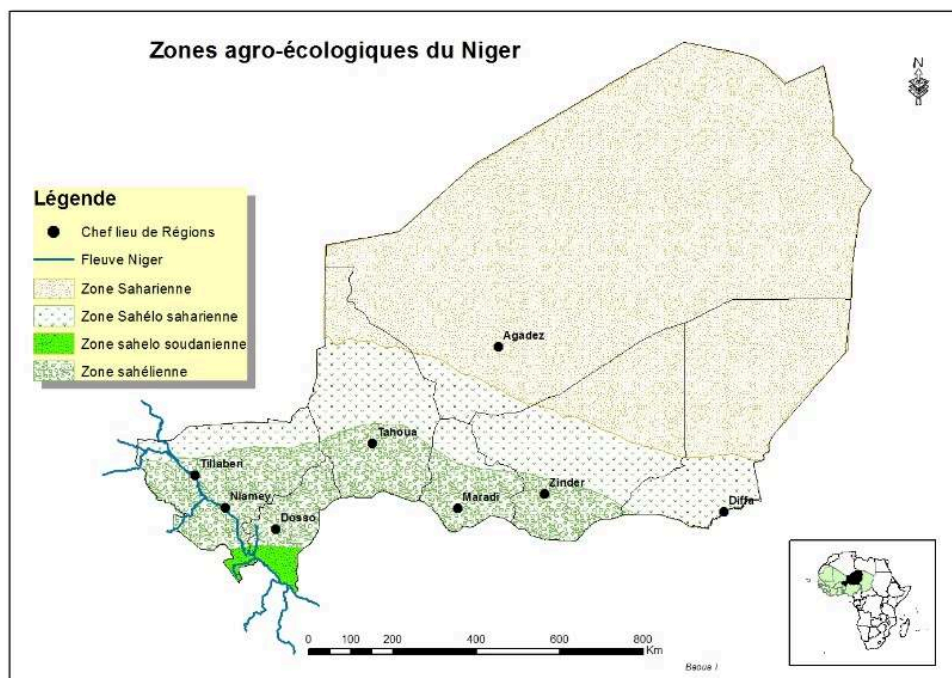 Zones agro-écologiques du Niger
N
Légende
Chef lieu de Régions
Fleuve Niger
Zone Saharienne
Zone Sahélo saharienne
Zone sahelo soudanienne
Zone sahélienne
Agadez
Tahoua
Tillaberi
Niamey
Dosso
Maradi
Zinder
Diffa
0 100 200 400 600 800
Km